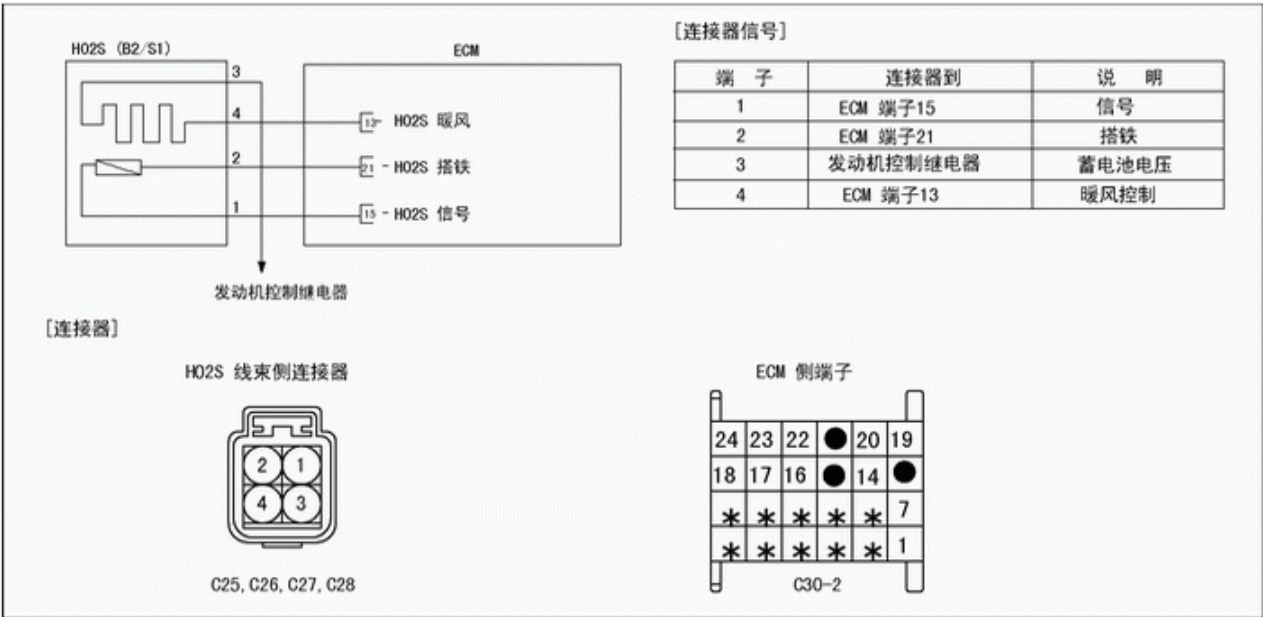 HO2S (B2/S1)
ECM
3
4
13- HO2S 暖风
2
21 - HO2S 搭铁
1
15 - HO2S 信号
发动机控制继电器
[连接器信号]
端 子 连接器到 说 明
1 ECM 端子15 信号
2 ECM 端子21 搭铁
3 发动机控制继电器 蓄电池电压
4 ECM 端子13 暖风控制
[连接器]
HO2S 线束侧连接器
2 1
4 3
C25, C26, C27, C28
ECM 侧端子
24 23 22 ● 20 19
18 17 16 ● 14 ●
* * * * * 7
* * * * * 1
C30-2